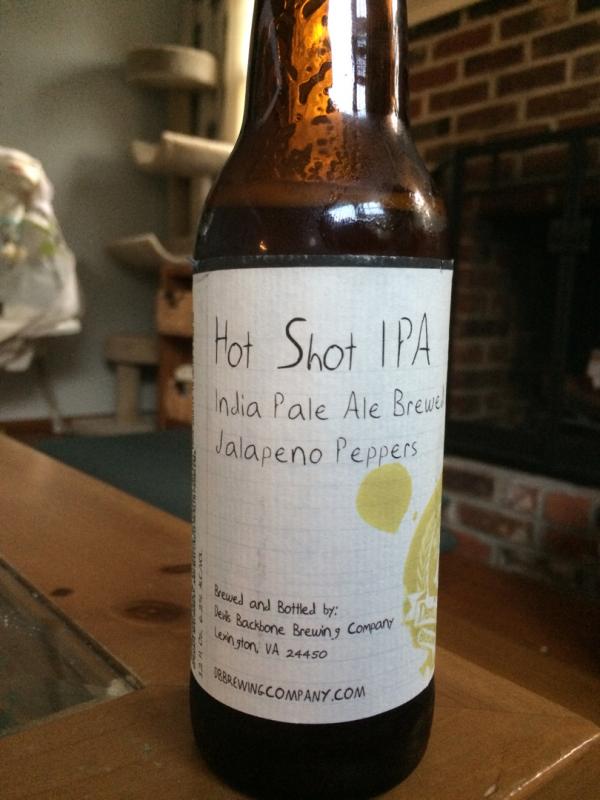 Hot Shot IPA
India Pale Ale Brewed
Jalapeno Peppers
Brewed and Bottled by:
Devils Backbone Brewing Company
Lexington, VA 24450
DBBREWINGCOMPANY.COM